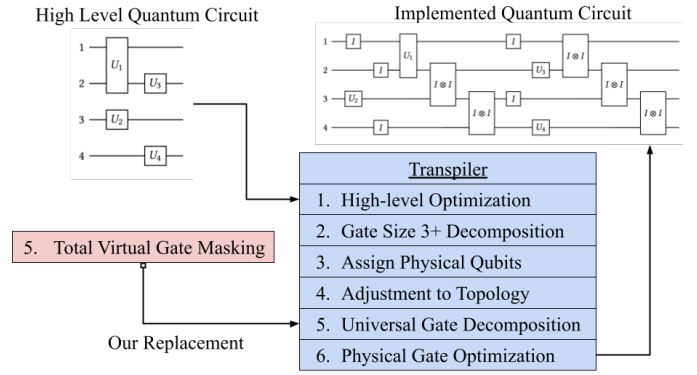 High Level Quantum Circuit
1
U1
2
U3
3
U2
4
U4
Implemented Quantum Circuit
1
I
U1
I
I ⊗ I
2
I
I ⊗ I
U3
I ⊗ I
3
U2
I ⊗ I
I
I ⊗ I
4
I
U4
Transpiler
1. High-level Optimization
2. Gate Size 3+ Decomposition
3. Assign Physical Qubits
4. Adjustment to Topology
5. Universal Gate Decomposition
6. Physical Gate Optimization
5. Total Virtual Gate Masking
Our Replacement